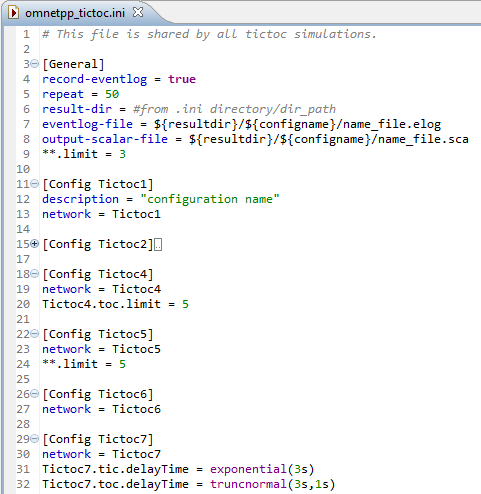 omnetpp_tictoc.ini
1 # This file is shared by all tictoc simulations.
2
3 [General]
4 record-eventlog = true
5 repeat = 50
6 result-dir = #from .ini directory/dir_path
7 eventlog-file = ${resultdir}/${configname}/name_file.elog
8 output-scalar-file = ${resultdir}/${configname}/name_file.sca
9 **.limit = 3
10
11 [Config Tictoc1]
12 description = "configuration name"
13 network = Tictoc1
14
15 [Config Tictoc2]
17
18 [Config Tictoc4]
19 network = Tictoc4
20 Tictoc4.toc.limit = 5
21
22 [Config Tictoc5]
23 network = Tictoc5
24 **.limit = 5
25
26 [Config Tictoc6]
27 network = Tictoc6
28
29 [Config Tictoc7]
30 network = Tictoc7
31 Tictoc7.tic.delayTime = exponential(3s)
32 Tictoc7.toc.delayTime = truncnormal(3s,1s)